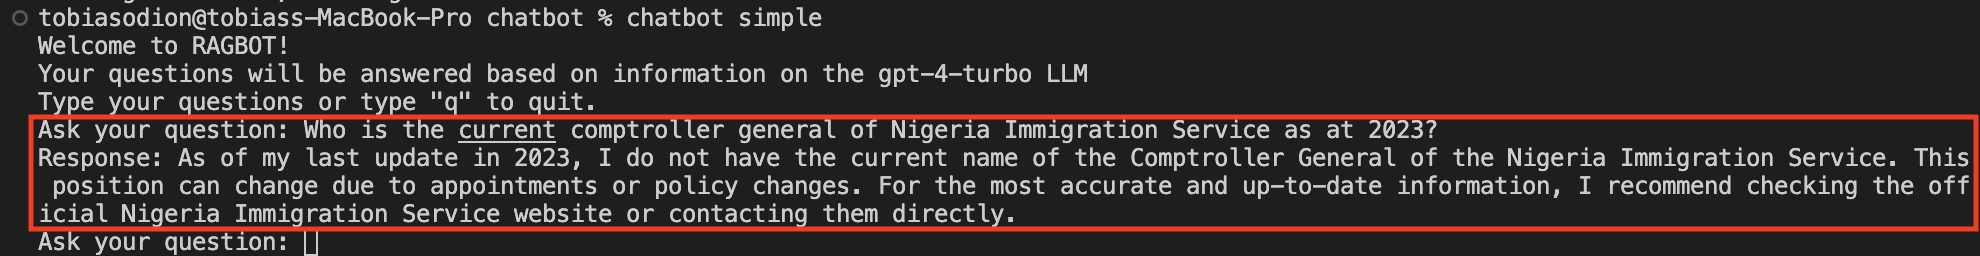 tobiasodion@tobiass-MacBook-Pro chatbot % chatbot simple
Welcome to RAGBOT!
Your questions will be answered based on information on the gpt-4-turbo LLM
Type your questions or type "q" to quit.
Ask your question: Who is the current comptroller general of Nigeria Immigration Service as at 2023?
Response: As of my last update in 2023, I do not have the current name of the Comptroller General of the Nigeria Immigration Service. This
position can change due to appointments or policy changes. For the most accurate and up-to-date information, I recommend checking the off
icial Nigeria Immigration Service website or contacting them directly.
Ask your question: